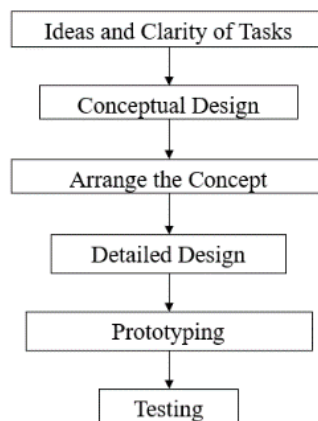 Ideas and Clarity of Tasks
Conceptual Design
Arrange the Concept
Detailed Design
Prototyping
Testing